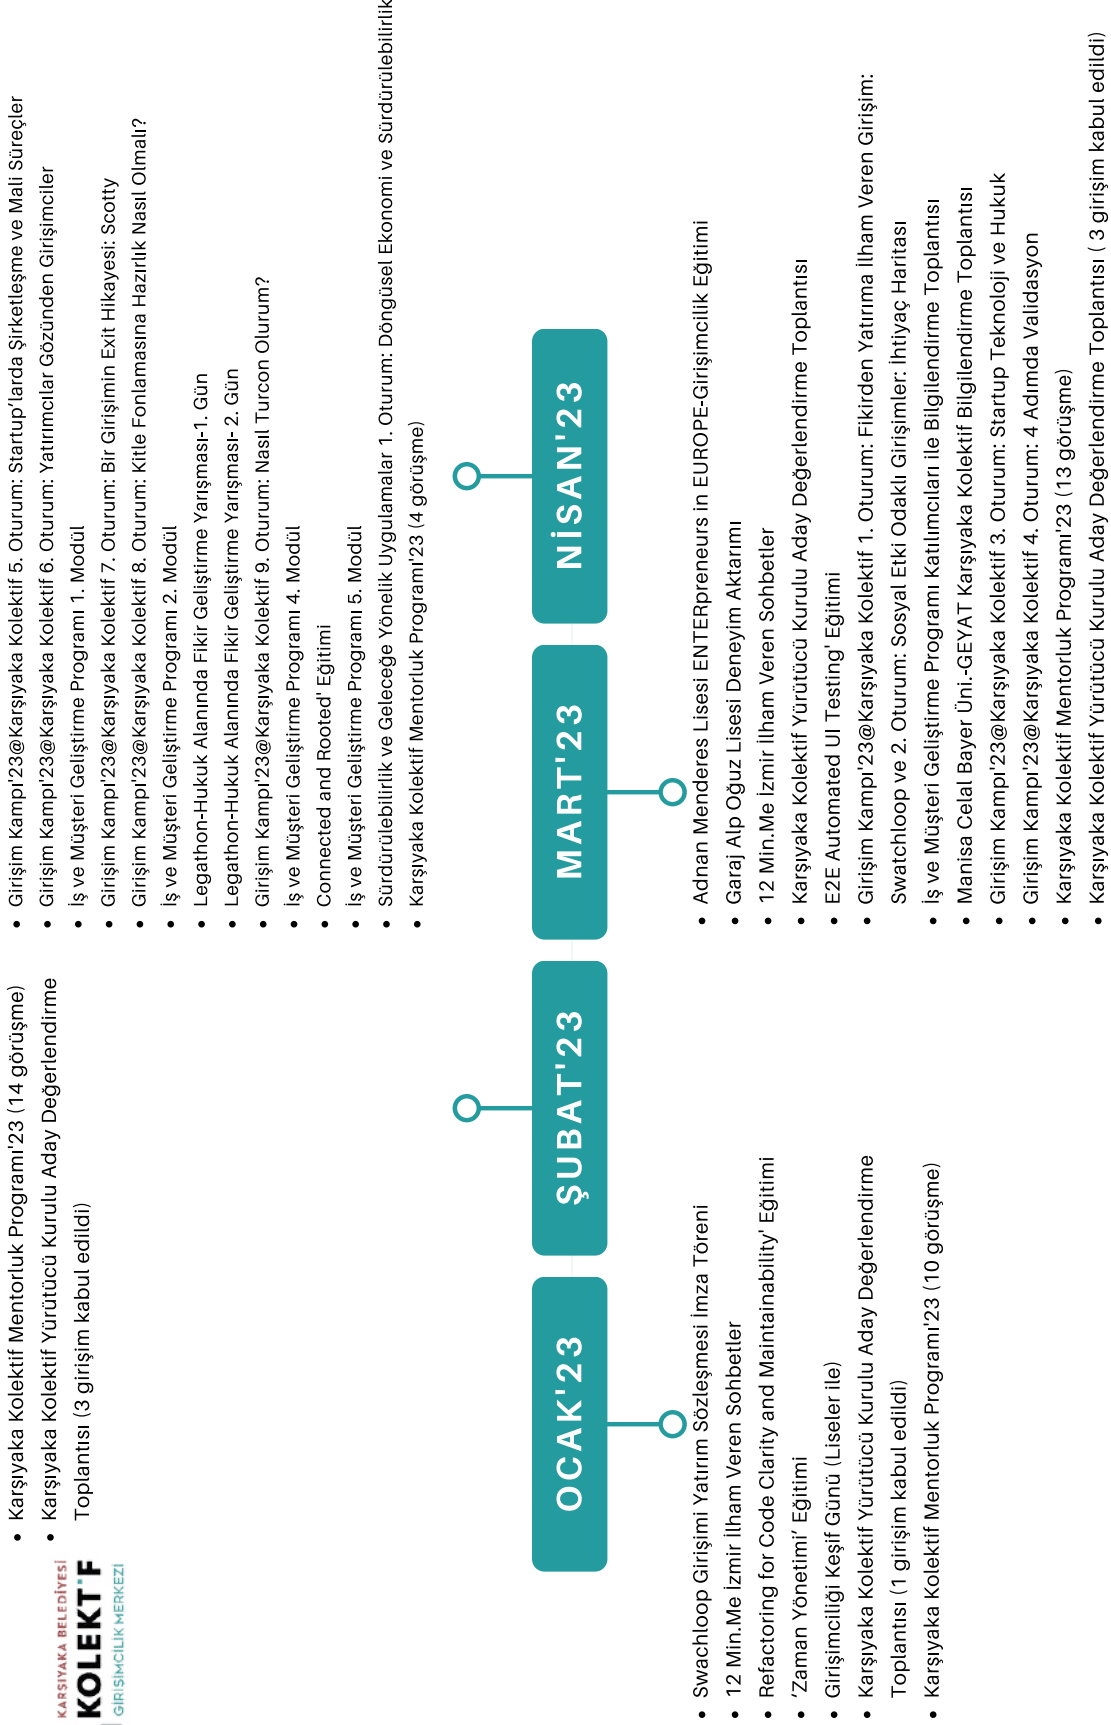 KARŞIYAKA BELEDİYESİ
KOLEKTİF
GİRİŞİMCİLİK MERKEZİ
Karşıyaka Kolektif Mentorluk Programı'23 (14 görüşme)
Karşıyaka Kolektif Yürütücü Kurulu Aday Değerlendirme
Toplantısı (3 girişim kabul edildi)
Girişim Kampı'23@Karşıyaka Kolektif 5. Oturum: Startup'larda Şirketleşme ve Mali Süreçler
Girişim Kampı'23@Karşıyaka Kolektif 6. Oturum: Yatırımcılar Gözünden Girişimciler
İş ve Müşteri Geliştirme Programı 1. Modül
Girişim Kampı'23@Karşıyaka Kolektif 7. Oturum: Bir Girişimin Exit Hikayesi: Scotty
Girişim Kampı'23@Karşıyaka Kolektif 8. Oturum: Kitle Fonlamasına Hazırlık Nasıl Olmalı?
İş ve Müşteri Geliştirme Programı 2. Modül
Legathon-Hukuk Alanında Fikir Geliştirme Yarışması-1. Gün
Legathon-Hukuk Alanında Fikir Geliştirme Yarışması- 2. Gün
Girişim Kampı'23@Karşıyaka Kolektif 9. Oturum: Nasıl Turcon Olurum?
İş ve Müşteri Geliştirme Programı 4. Modül
Connected and Rooted' Eğitimi
İş ve Müşteri Geliştirme Programı 5. Modül
Sürdürülebilirlik ve Geleceğe Yönelik Uygulamalar 1. Oturum: Döngüsel Ekonomi ve Sürdürülebilirlik
Karşıyaka Kolektif Mentorluk Programı'23 (4 görüşme)
OCAK'23
ŞUBAT'23
MART'23
NİSAN'23
Swachloop Girişimi Yatırım Sözleşmesi İmza Töreni
12 Min.Me İzmir İlham Veren Sohbetler
Refactoring for Code Clarity and Maintainability' Eğitimi
‘Zaman Yönetimi’ Eğitimi
Girişimciliği Keşif Günü (Liseler ile)
Karşıyaka Kolektif Yürütücü Kurulu Aday Değerlendirme
Toplantısı (1 girişim kabul edildi)
Karşıyaka Kolektif Mentorluk Programı'23 (10 görüşme)
Adnan Menderes Lisesi ENTERpreneurs in EUROPE-Girişimcilik Eğitimi
Garaj Alp Oğuz Lisesi Deneyim Aktarımı
12 Min.Me İzmir İlham Veren Sohbetler
Karşıyaka Kolektif Yürütücü Kurulu Aday Değerlendirme Toplantısı
E2E Automated UI Testing' Eğitimi
Girişim Kampı'23@Karşıyaka Kolektif 1. Oturum: Fikirden Yatırıma İlham Veren Girişim:
Swatchloop ve 2. Oturum: Sosyal Etki Odaklı Girişimler: İhtiyaç Haritası
İş ve Müşteri Geliştirme Programı Katılımcıları ile Bilgilendirme Toplantısı
Manisa Celal Bayer Üni.-GEYAT Karşıyaka Kolektif Bilgilendirme Toplantısı
Girişim Kampı'23@Karşıyaka Kolektif 3. Oturum: Startup Teknoloji ve Hukuk
Girişim Kampı'23@Karşıyaka Kolektif 4. Oturum: 4 Adımda Validasyon
Karşıyaka Kolektif Mentorluk Programı'23 (13 görüşme)
Karşıyaka Kolektif Yürütücü Kurulu Aday Değerlendirme Toplantısı ( 3 girişim kabul edildi)